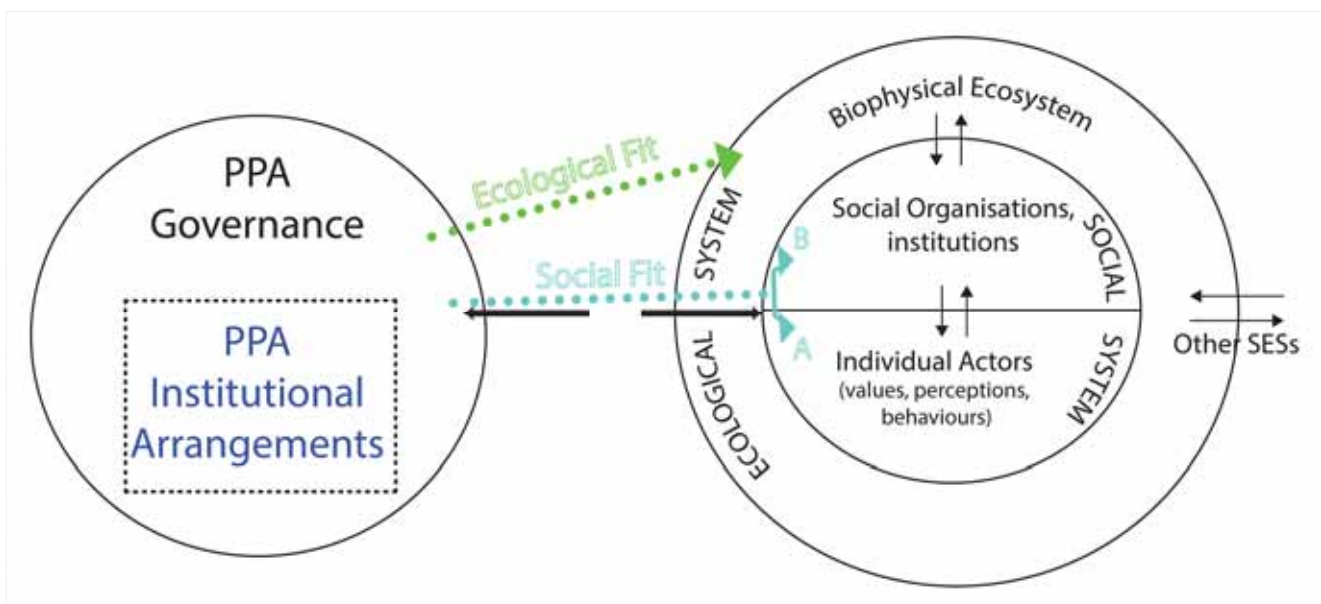 PPA
Governance
PPA
Institutional
Arrangements
Ecological Fit
Social Fit
Biophysical Ecosystem
ECOLOGICAL SYSTEM
Social Organisations,
institutions
B
A
Individual Actors
(values, perceptions,
behaviours)
SOCIAL SYSTEM
Other SESs